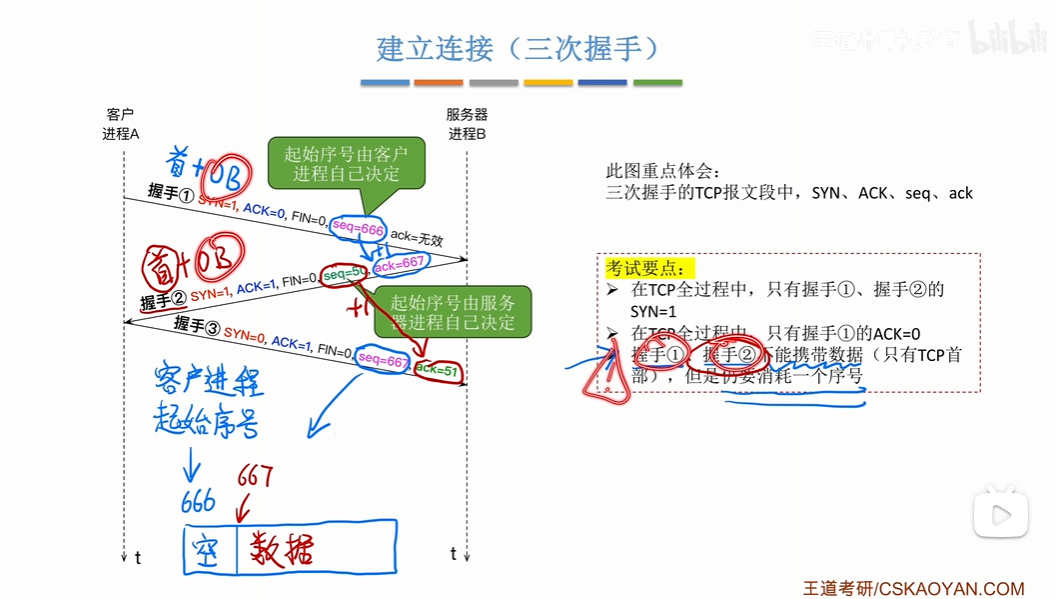 建立连接（三次握手）
bilibili
客户
进程A
服务器
进程B
首+0B
起始序号由客户
进程自己决定
握手① SYN=1, ACK=0, FIN=0, seq=666 ack=无效
+1
首+0B
握手② SYN=1, ACK=1, FIN=0, seq=50 ack=667
+1
起始序号由服务
器进程自己决定
握手③ SYN=0, ACK=1, FIN=0, seq=667 ack=51
客户进程
起始序号
666
667
空
数据
t
t
此图重点体会：
三次握手的TCP报文段中，SYN、ACK、seq、ack
考试要点：
在TCP全过程中，只有握手①、握手②的
SYN=1
在TCP全过程中，只有握手①的ACK=0
握手①、握手②不能携带数据（只有TCP首
部），但是仍要消耗一个序号
王道考研/CSKAOYAN.COM